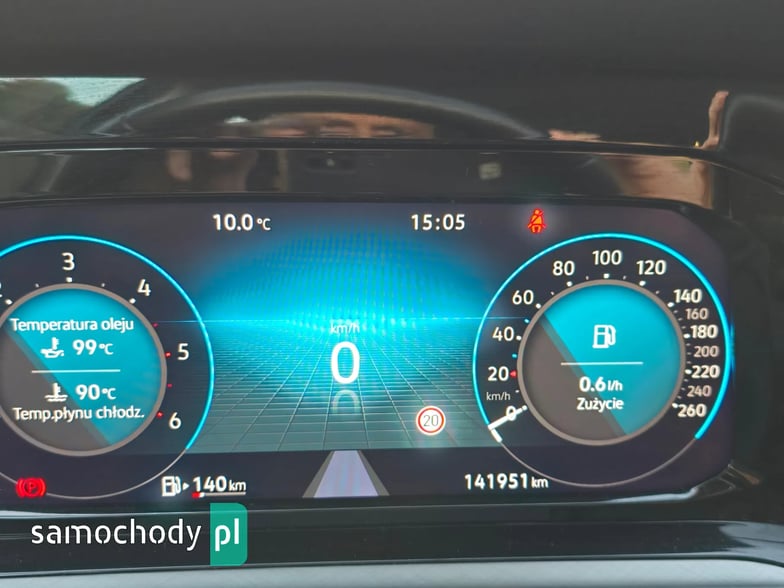 10.0°C
15:05
3
4
5
6
Temperatura oleju
99°C
90°C
Temp.płynu chłodz.
km/h
0
20
0
20
40
60
80
100
120
140
160
180
200
220
240
260
km/h
0.6 l/h
Zużycie
(P)
140 km
141951 km
samochody pl